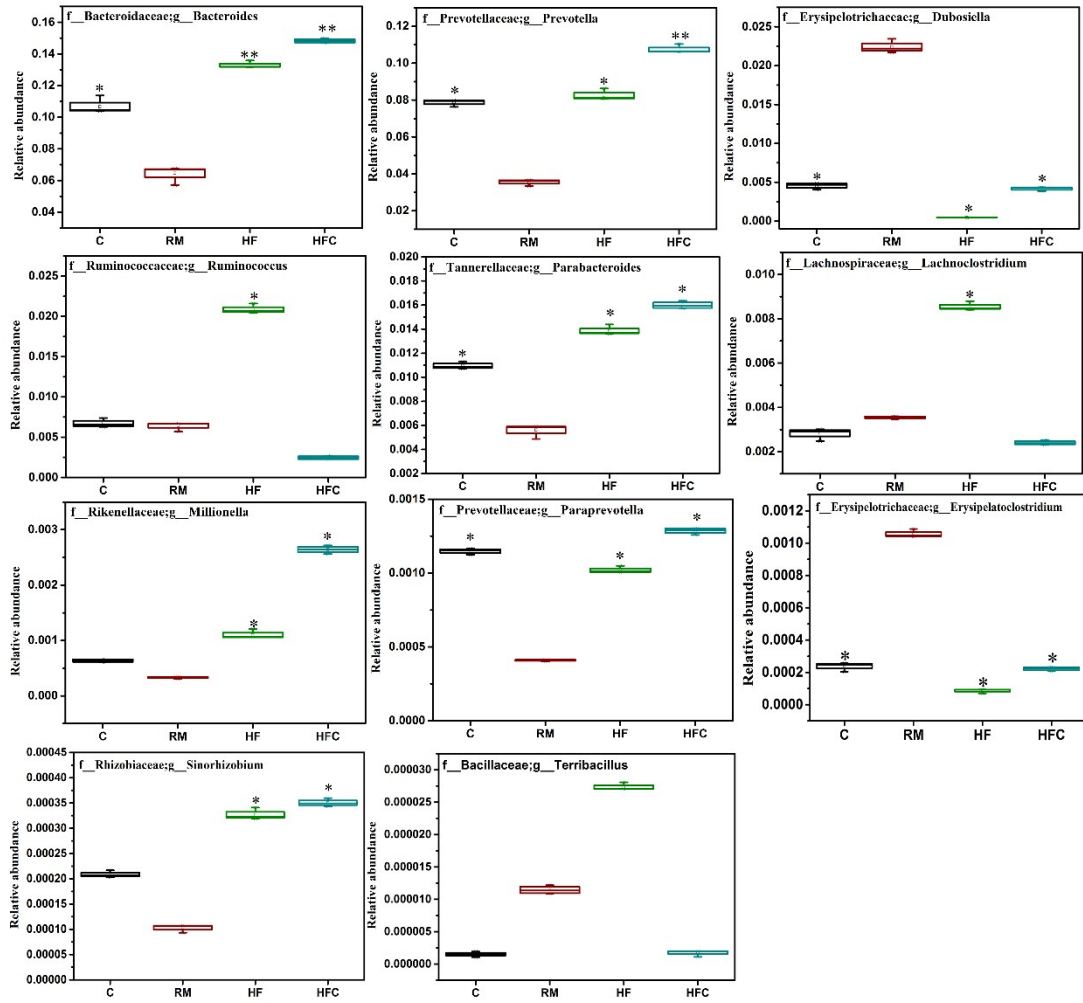 f__Bacteroidaceae;g__Bacteroides
Relative abundance
0.16
0.14
0.12
0.10
0.08
0.06
0.04
*
**
**
C RM HF HFC
f__Prevotellaceae;g__Prevotella
Relative abundance
0.12
0.10
0.08
0.06
0.04
0.02
*
*
**
C RM HF HFC
f__Erysipelotrichaceae;g__Dubosiella
Relative abundance
0.025
0.020
0.015
0.010
0.005
0.000
*
*
*
C RM HF HFC
f__Ruminococcaceae;g__Ruminococcus
Relative abundance
0.025
0.020
0.015
0.010
0.005
0.000
*
C RM HF HFC
f__Tannerellaceae;g__Parabacteroides
Relative abundance
0.020
0.018
0.016
0.014
0.012
0.010
0.008
0.006
0.004
0.002
*
*
*
C RM HF HFC
f__Lachnospiraceae;g__Lachnoclostridium
Relative abundance
0.010
0.008
0.006
0.004
0.002
*
C RM HF HFC
f__Rikenellaceae;g__Millionella
Relative abundance
0.003
0.002
0.001
0.000
*
*
C RM HF HFC
f__Prevotellaceae;g__Paraprevotella
Relative abundance
0.0015
0.0010
0.0005
0.0000
*
*
*
C RM HF HFC
f__Erysipelotrichaceae;g__Erysipelatoclostridium
Relative abundance
0.0012
0.0010
0.0008
0.0006
0.0004
0.0002
0.0000
*
*
*
C RM HF HFC
f__Rhizobiaceae;g__Sinorhizobium
Relative abundance
0.00045
0.00040
0.00035
0.00030
0.00025
0.00020
0.00015
0.00010
0.00005
0.00000
*
*
C RM HF HFC
f__Bacillaceae;g__Terribacillus
Relative abundance
0.000030
0.000025
0.000020
0.000015
0.000010
0.000005
0.000000
C RM HF HFC